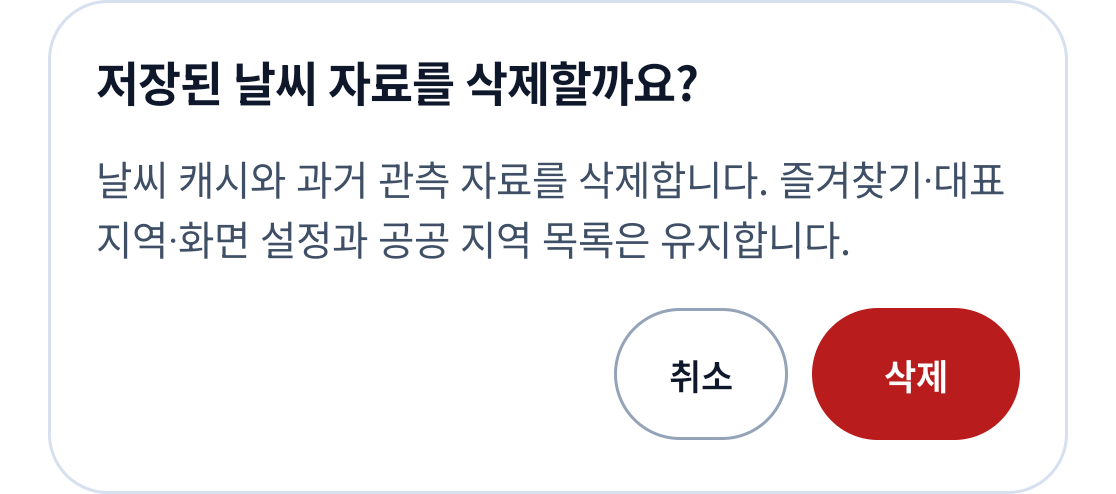 저장된 날씨 자료를 삭제할까요?
날씨 캐시와 과거 관측 자료를 삭제합니다. 즐겨찾기·대표
지역·화면 설정과 공공 지역 목록은 유지합니다.
취소
삭제